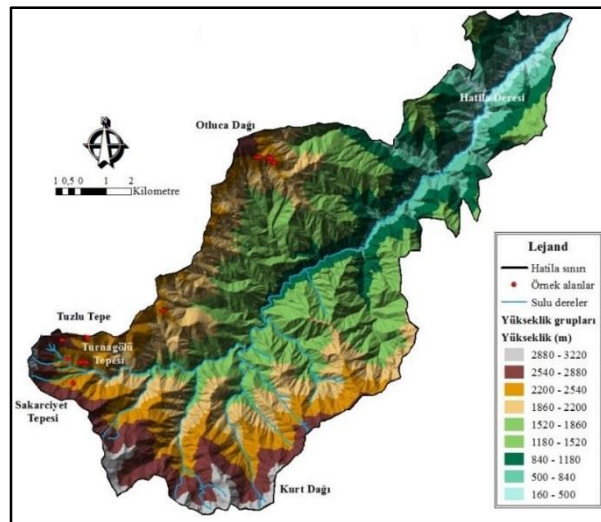 Hatila Deresi
Otluca Dağı
1 0,5 0 1 2
Kilometre
Tuzlu Tepe
Turnagölü
Tepesi
Sakarciyet
Tepesi
Kurt Dağı
Lejand
Hatila sınırı
Örnek alanlar
Sulu dereler
Yükseklik grupları
Yükseklik (m)
2880 - 3220
2540 - 2880
2200 - 2540
1860 - 2200
1520 - 1860
1180 - 1520
840 - 1180
500 - 840
160 - 500